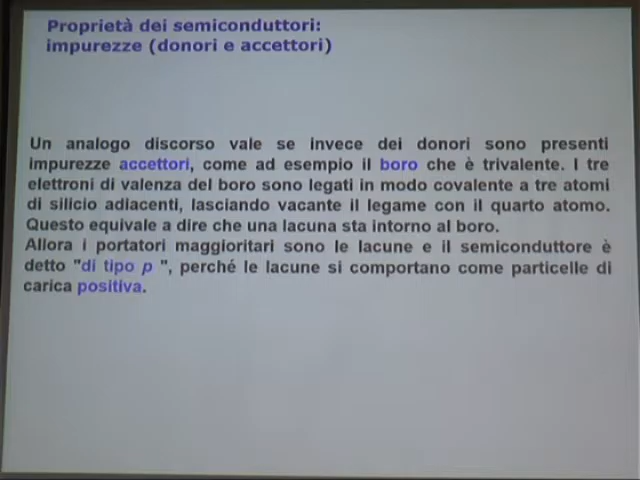 Proprietà dei semiconduttori:
impurezze (donori e accettori)
Un analogo discorso vale se invece dei donori sono presenti
impurezze accettori, come ad esempio il boro che è trivalente. I tre
elettroni di valenza del boro sono legati in modo covalente a tre atomi
di silicio adiacenti, lasciando vacante il legame con il quarto atomo.
Questo equivale a dire che una lacuna sta intorno al boro.
Allora i portatori maggioritari sono le lacune e il semiconduttore è
detto "di tipo p ", perché le lacune si comportano come particelle di
carica positiva.